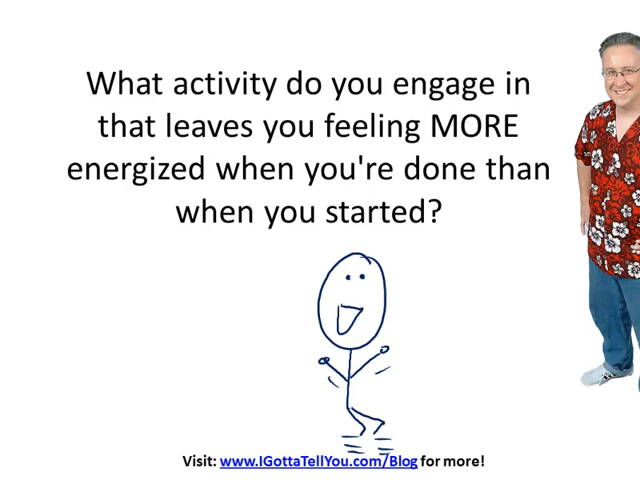 What activity do you engage in
that leaves you feeling MORE
energized when you're done than
when you started?
Visit: www.IGottaTellYou.com/Blog for more!